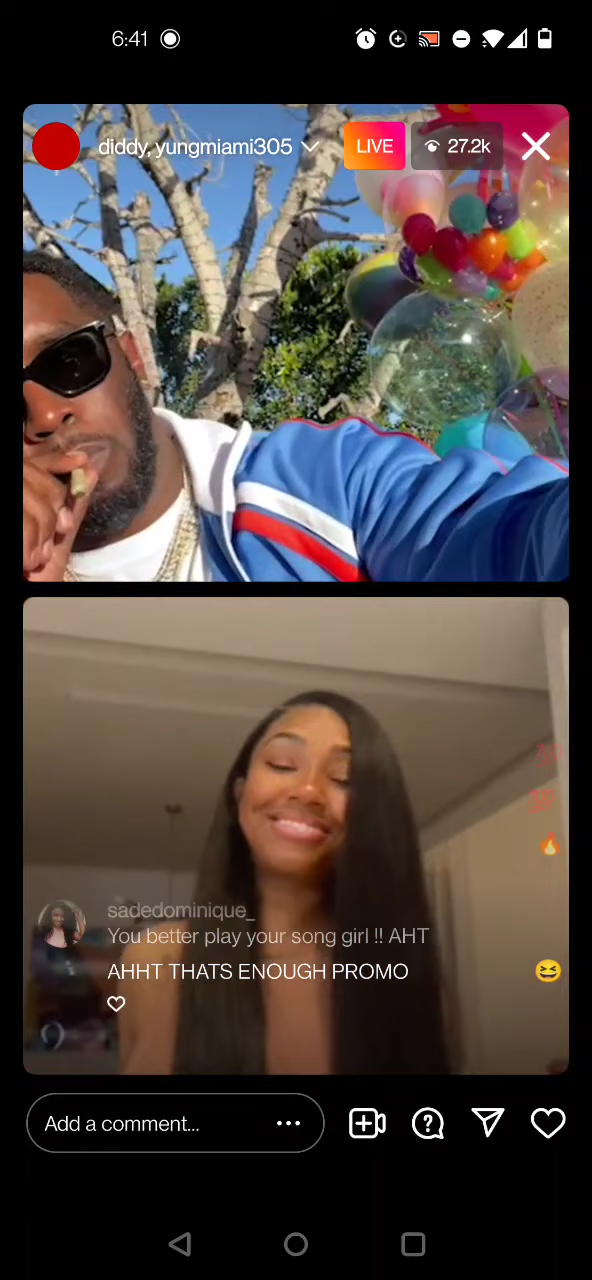 6:41
diddy, yungmiami305
LIVE
27.2k
sadedominique_
You better play your song girl !! AHT
AHHT THATS ENOUGH PROMO
Add a comment...